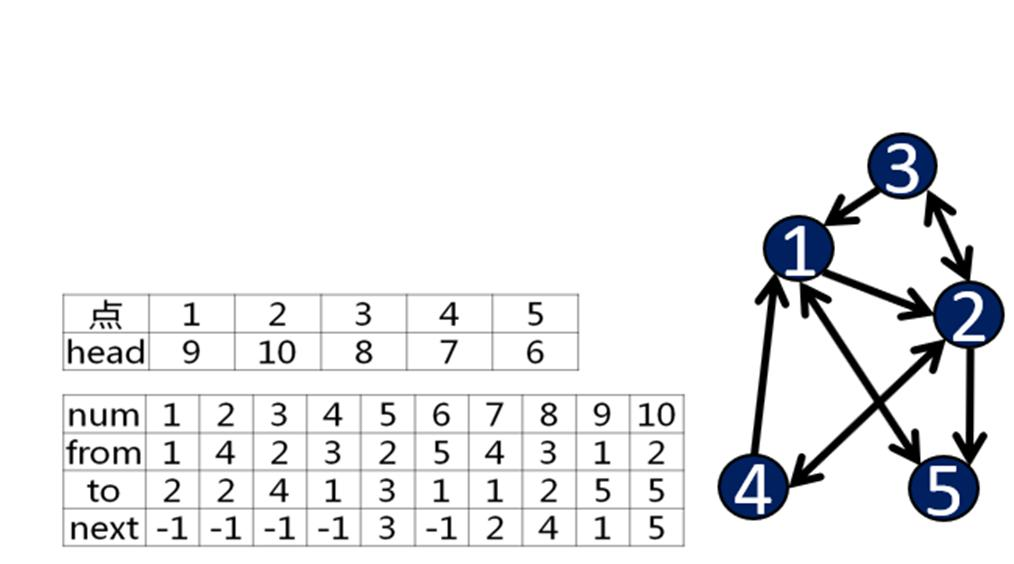 点 1 2 3 4 5
head 9 10 8 7 6
num 1 2 3 4 5 6 7 8 9 10
from 1 4 2 3 2 5 4 3 1 2
to 2 2 4 1 3 1 1 2 5 5
next -1 -1 -1 -1 3 -1 2 4 1 5
3
1
2
4
5